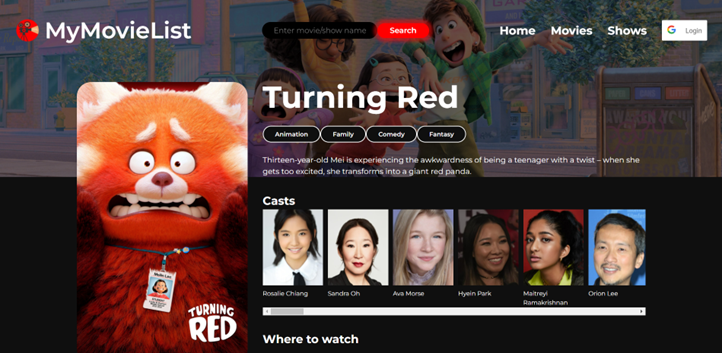 MyMovieList
Enter movie/show name
Search
Home
Movies
Shows
Login
Turning Red
Animation
Family
Comedy
Fantasy
Thirteen-year-old Mei is experiencing the awkwardness of being a teenager with a twist – when she
gets too excited, she transforms into a giant red panda.
Casts
Rosalie Chiang
Sandra Oh
Ava Morse
Hyein Park
Maitreyi
Ramakrishnan
Orion Lee
TURNING
RED
Where to watch